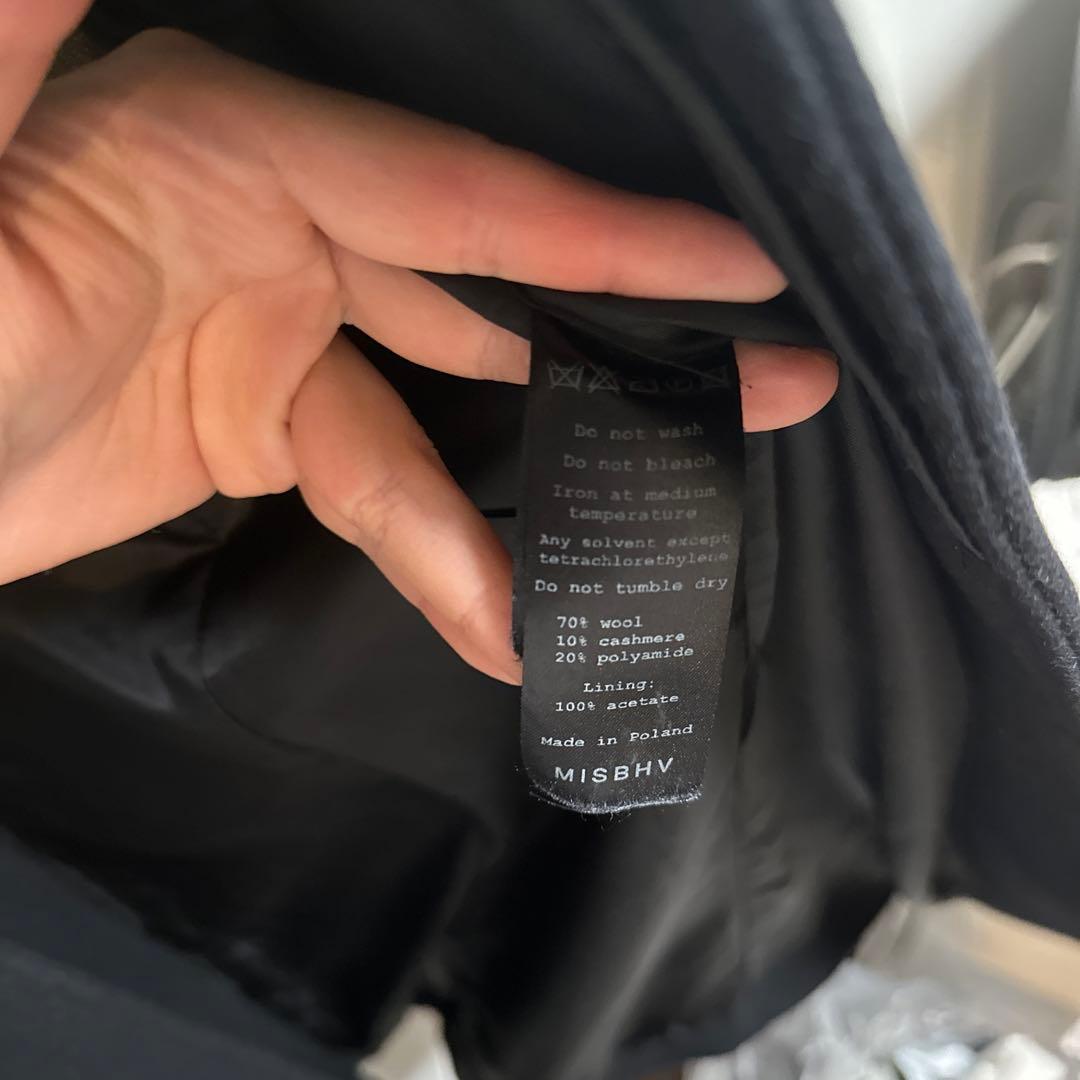 Do not wash
Do not bleach
Iron at medium
temperature
Any solvent except
tetrachlorethylene
Do not tumble dry
70% wool
10% cashmere
20% polyamide
Lining:
100% acetate
Made in Poland
MISBHV